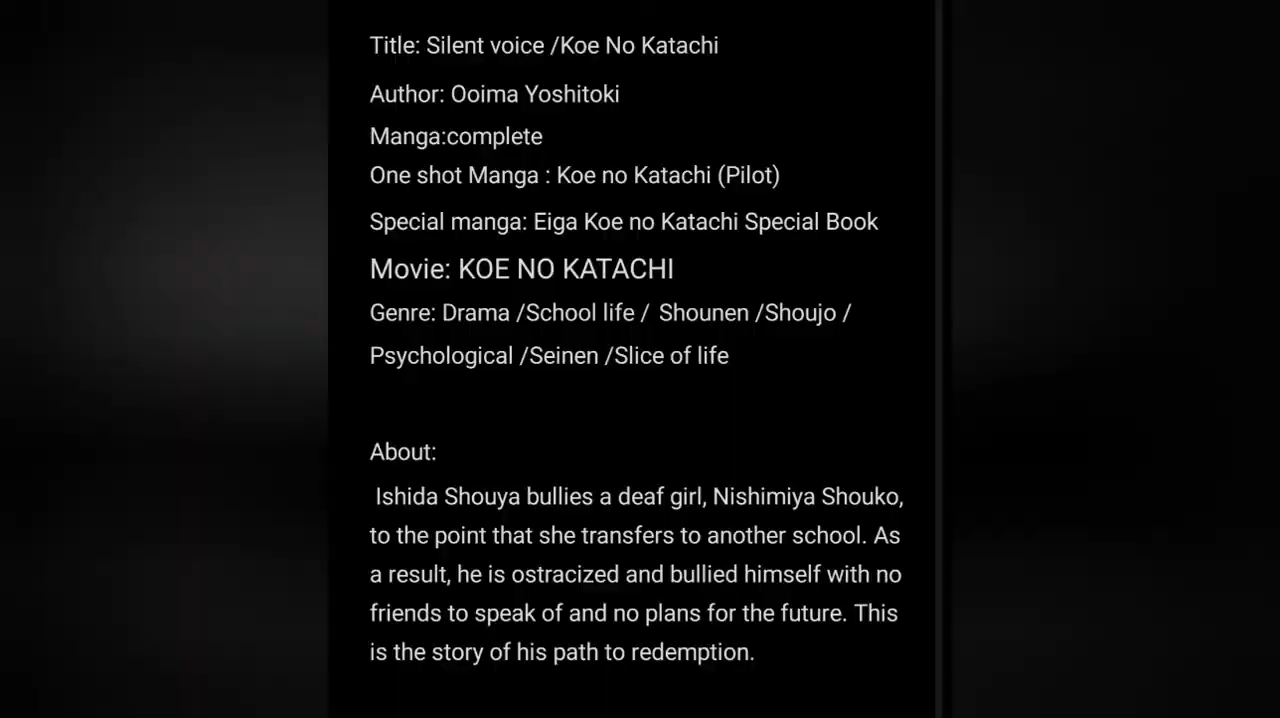 Title: Silent voice /Koe No Katachi
Author: Ooima Yoshitoki
Manga:complete
One shot Manga : Koe no Katachi (Pilot)
Special manga: Eiga Koe no Katachi Special Book
Movie: KOE NO KATACHI
Genre: Drama /School life / Shounen /Shoujo /
Psychological /Seinen /Slice of life
About:
Ishida Shouya bullies a deaf girl, Nishimiya Shouko,
to the point that she transfers to another school. As
a result, he is ostracized and bullied himself with no
friends to speak of and no plans for the future. This
is the story of his path to redemption.